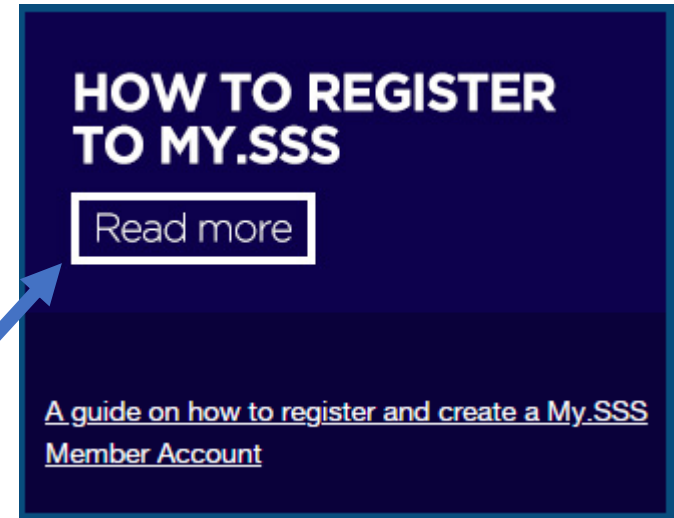 HOW TO REGISTER
TO MY.SSS
Read more
A guide on how to register and create a My.SSS
Member Account